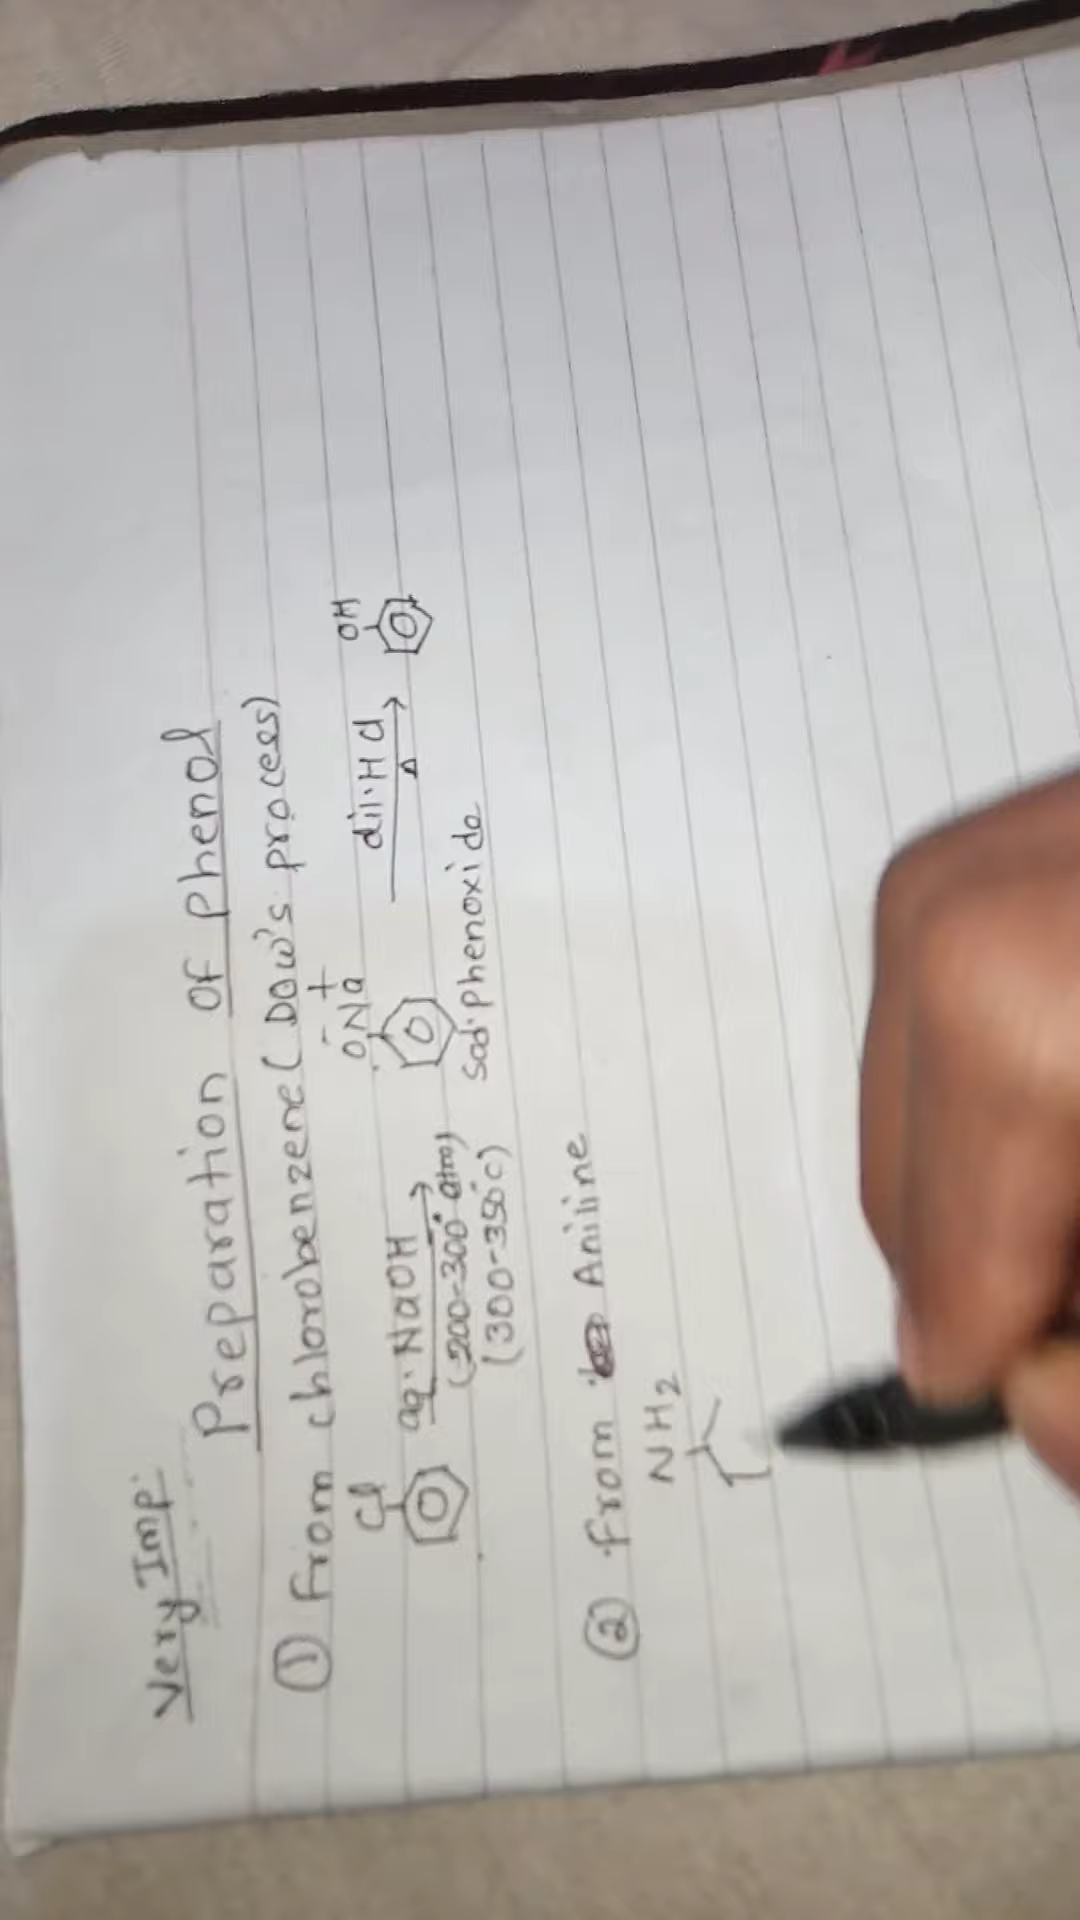 Very Imp:
Preparation of Phenol
① From chlorobenzene (Dow's process)
Cl aq. NaOH ŌNa⁺ dil. HCl OH
(200-300° atm) Δ
(300-350°C) Sod. Phenoxide
② From Aniline
NH2